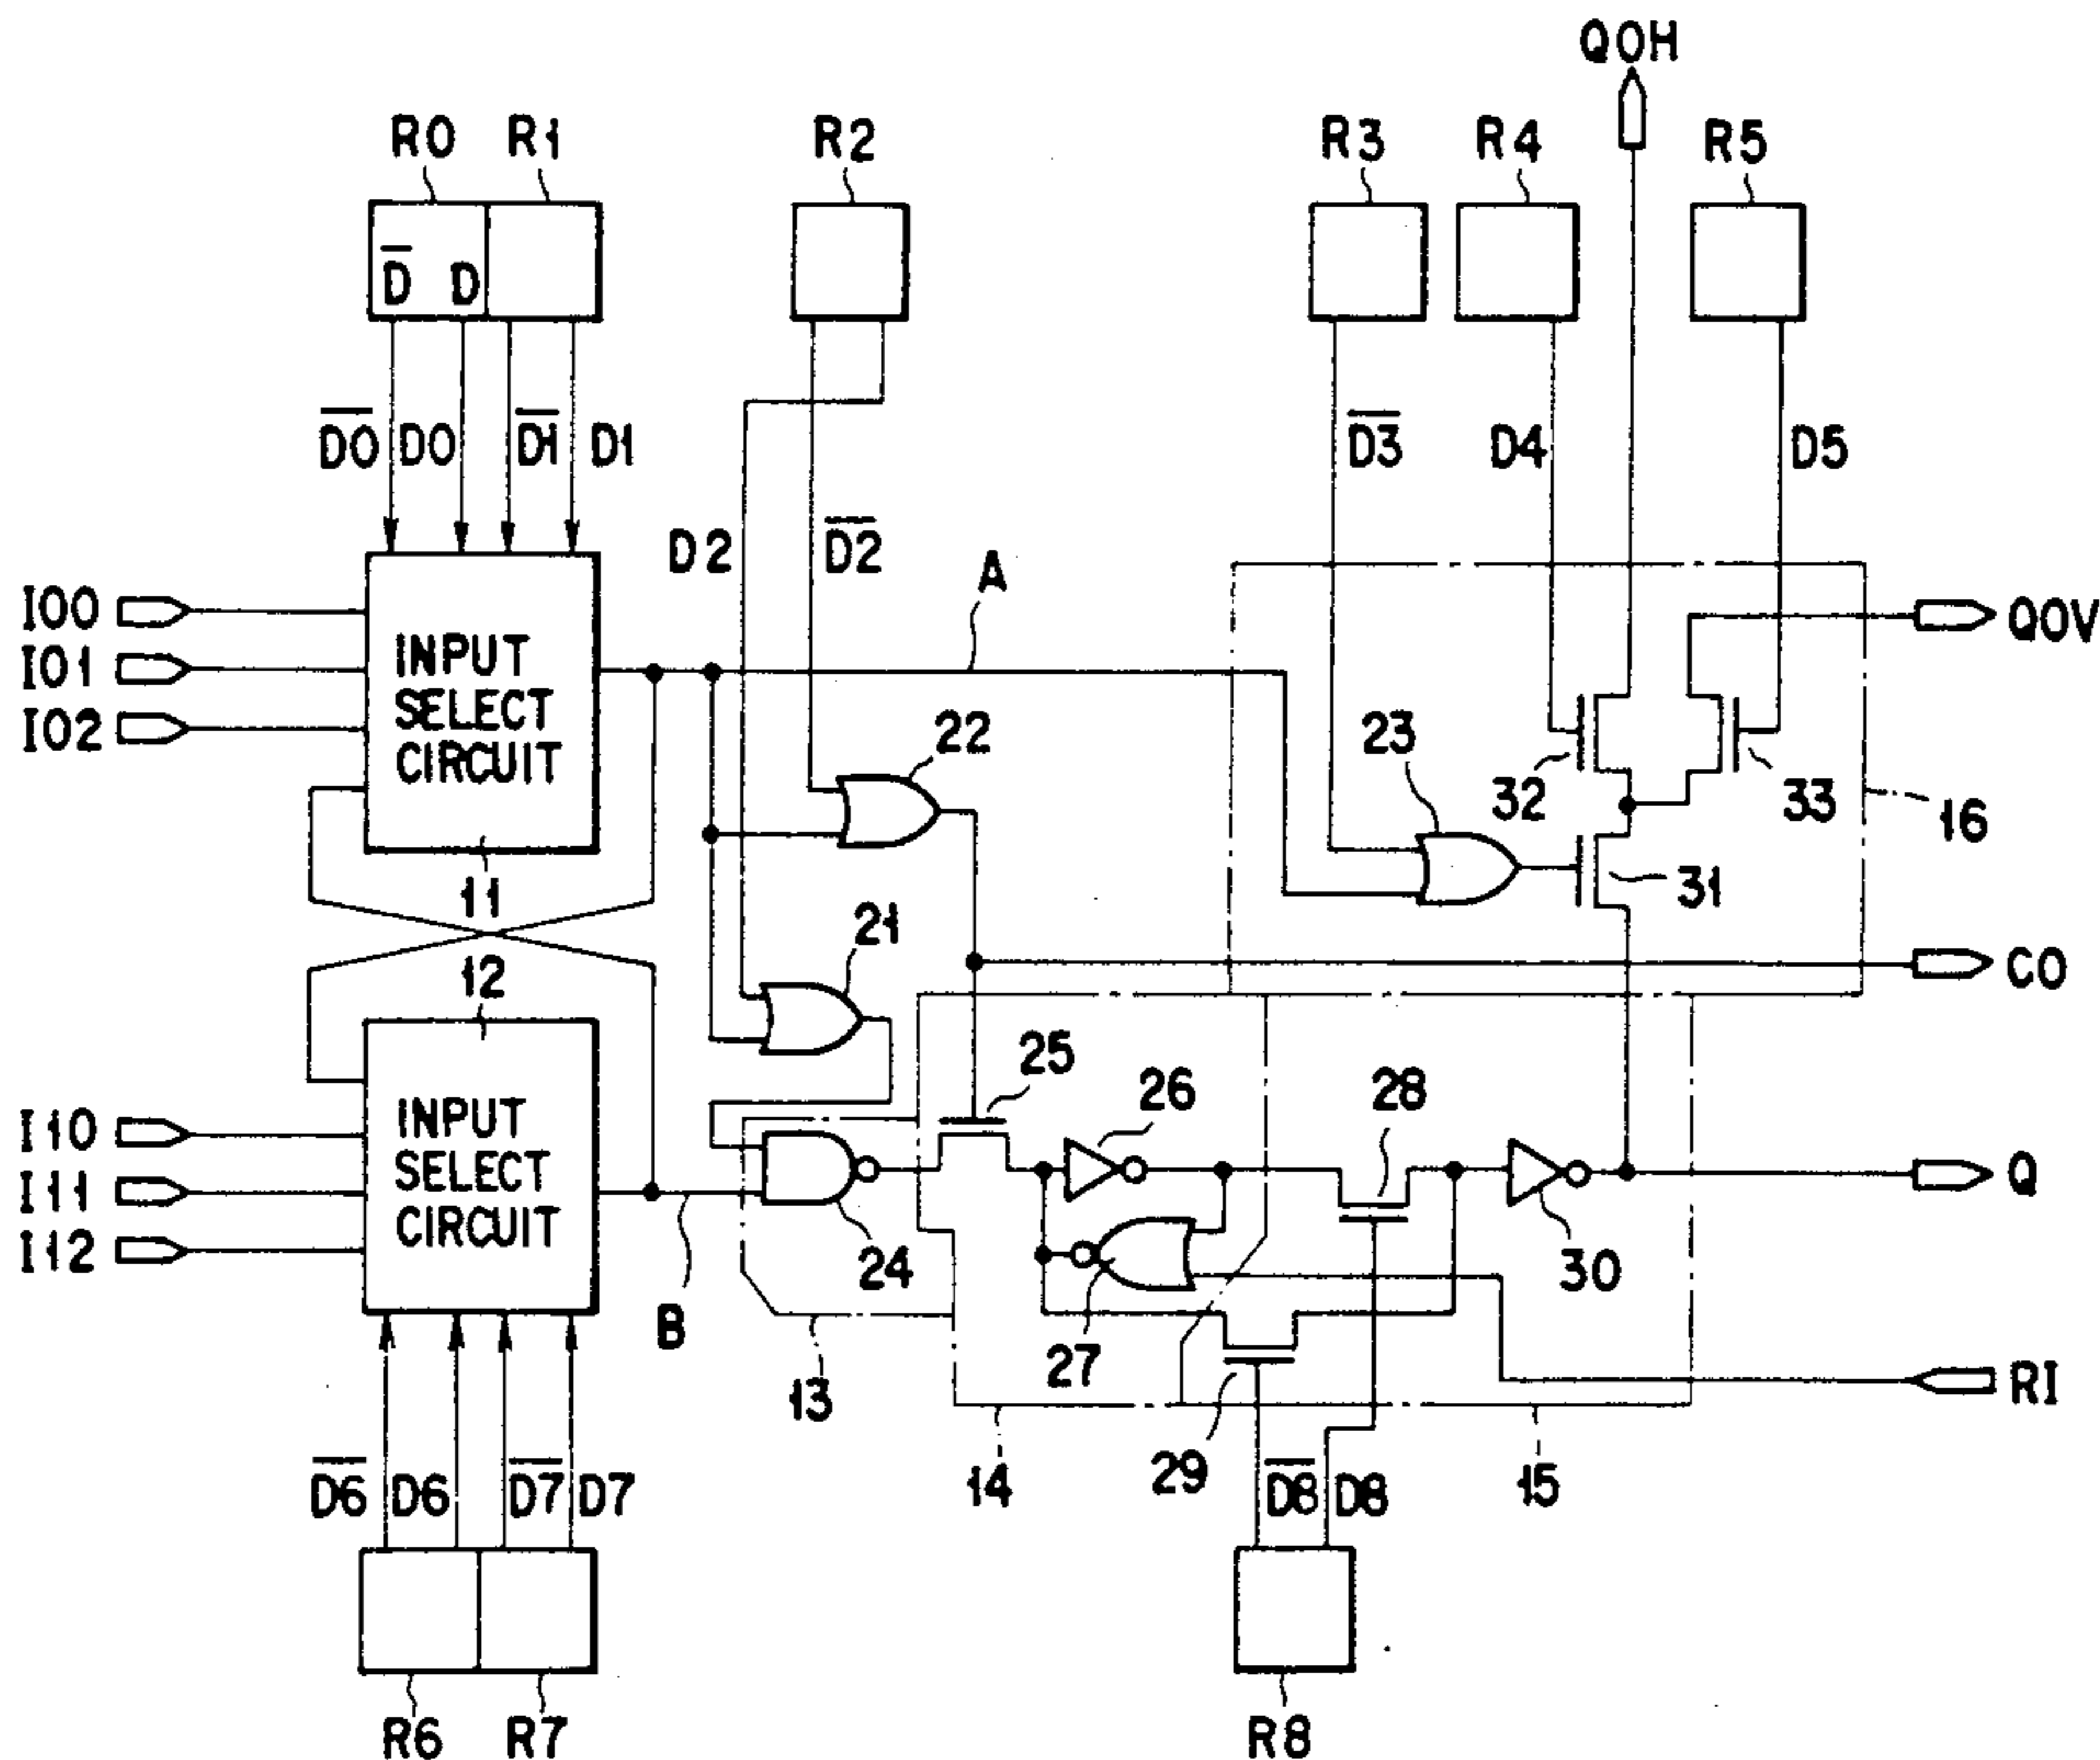 QOH
R0 R1 R2 R3 R4 R5
D̅ D
D̅0̅ D0 D̅1̅ D1 D̅3̅ D4 D5
D2 D̅2̅ A
I00
I01
I02
INPUT
SELECT
CIRCUIT
QOV
22 23 32 33 16
11 31
21
12 CO
25 26 28
I10
I11
I12
INPUT
SELECT
CIRCUIT
Q
24 30
B 27 RI
13 29
D̅6̅ D6 D̅7̅ D7 14 D̅8̅ D8 15
R6 R7 R8